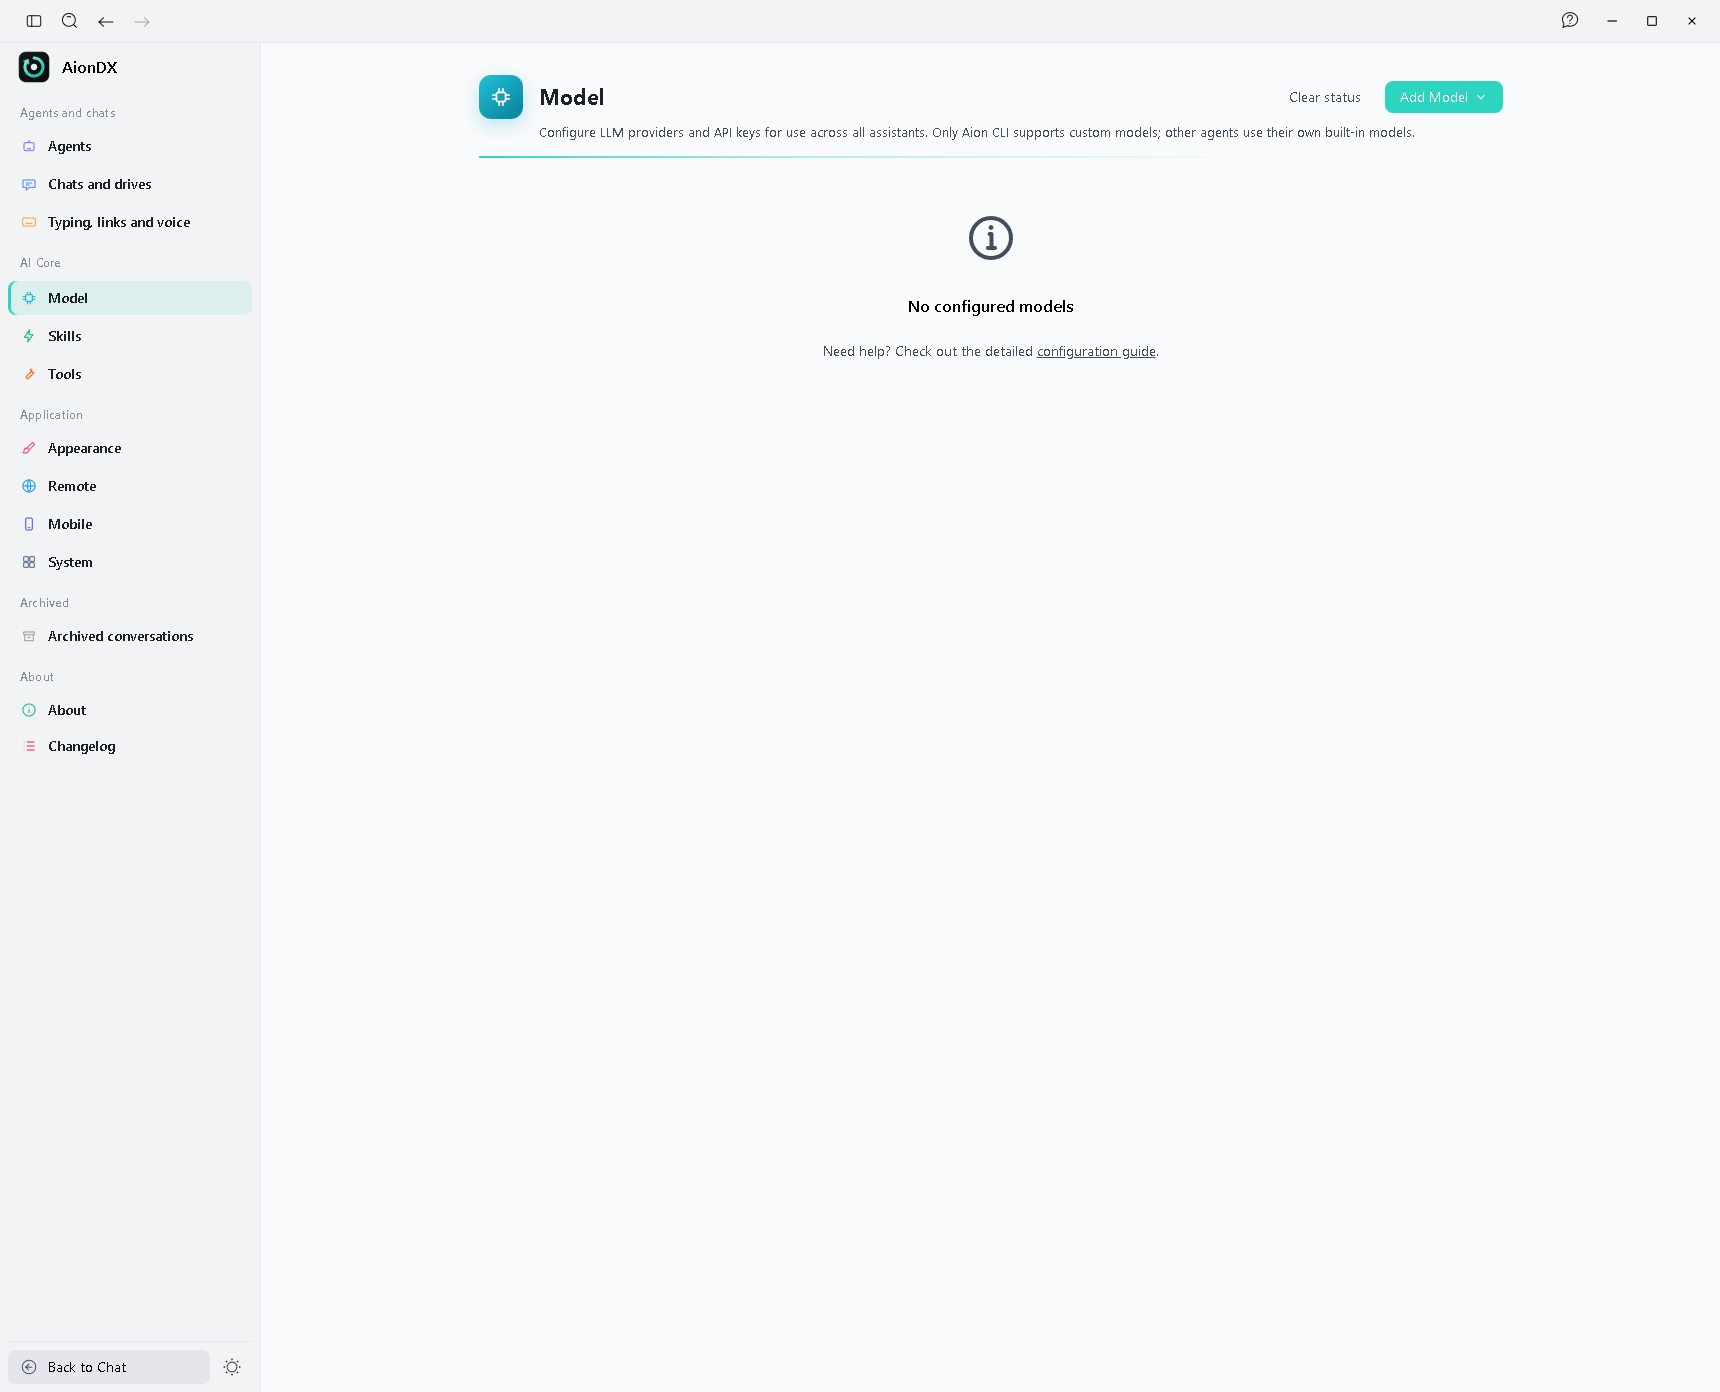 AionDX
Agents and chats
Agents
Chats and drives
Typing, links and voice
AI Core
Model
Skills
Tools
Application
Appearance
Remote
Mobile
System
Archived
Archived conversations
About
About
Changelog
Back to Chat
Model
Clear status
Add Model
Configure LLM providers and API keys for use across all assistants. Only Aion CLI supports custom models; other agents use their own built-in models.
No configured models
Need help? Check out the detailed configuration guide.